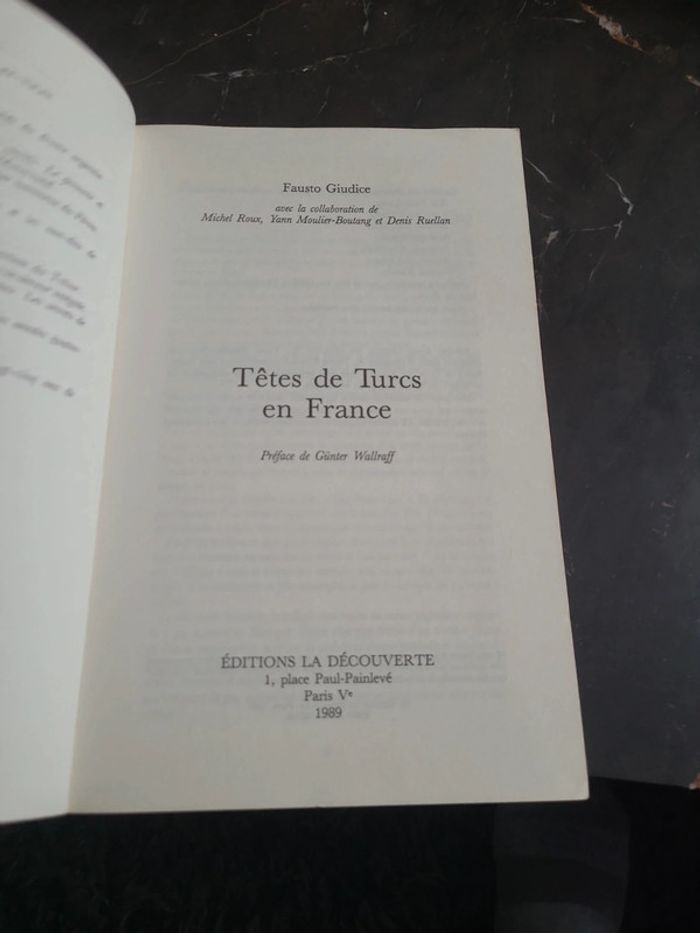 Fausto Giudice
avec la collaboration de
Michel Roux, Yann Moulier-Boutang et Denis Ruellan
Têtes de Turcs
en France
Préface de Günter Wallraff
ÉDITIONS LA DÉCOUVERTE
1, place Paul-Painlevé
Paris Vᵉ
1989